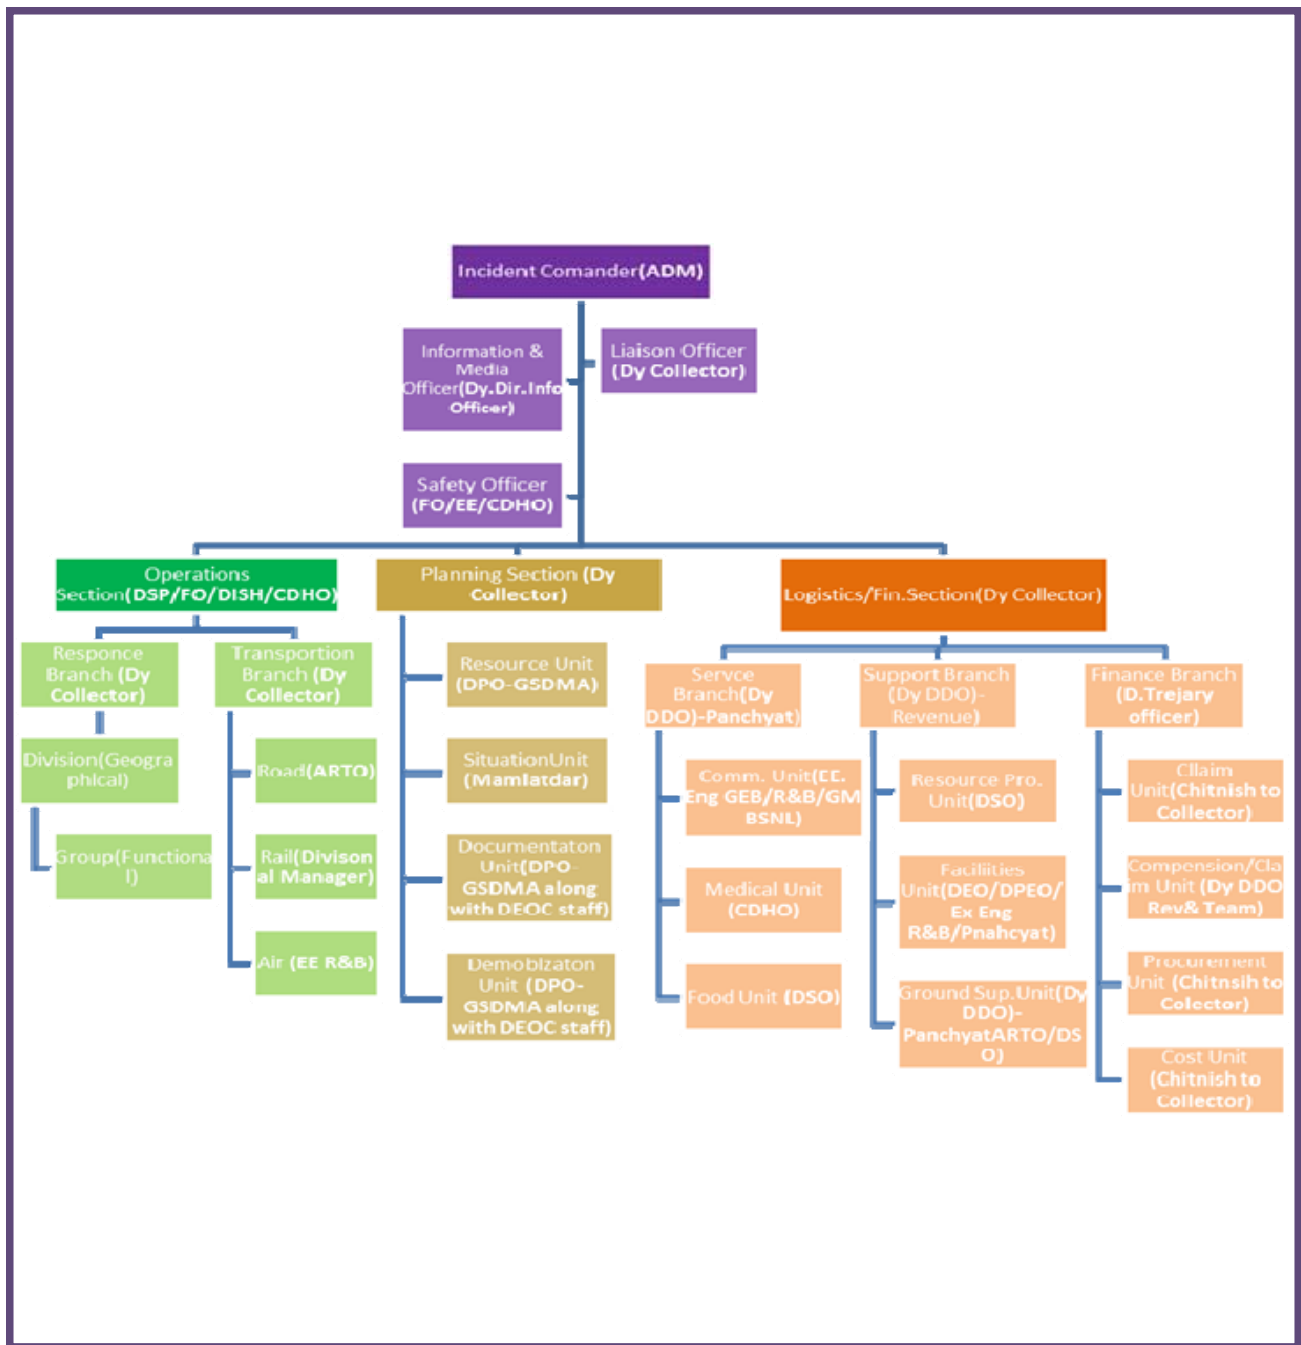 Incident Comander(ADM)
Information &
Media
Officer(Dy.Dir.Info
Officer)
Liaison Officer
(Dy Collector)
Safety Officer
(FO/EE/CDHO)
Operations
Section(DSP/FO/DISH/CDHO)
Planning Section (Dy
Collector)
Logistics/Fin.Section(Dy Collector)
Responce
Branch (Dy
Collector)
Division(Geogra
phical)
Group(Functiona
l)
Transportion
Branch (Dy
Collector)
Road(ARTO)
Rail(Divison
al Manager)
Air (EE R&B)
Resource Unit
(DPO-GSDMA)
SituationUnit
(Mamlatdar)
Documentaton
Unit(DPO-
GSDMA along
with DEOC staff)
Demoblzaton
Unit (DPO-
GSDMA along
with DEOC staff)
Servce
Branch(Dy
DDO)-Panchyat)
Comm. Unit(EE.
Eng GEB/R&B/GM
BSNL)
Medical Unit
(CDHO)
Food Unit (DSO)
Support Branch
(Dy DDO)-
Revenue)
Resource Pro.
Unit(DSO)
Facilities
Unit(DEO/DPEO/
Ex Eng
R&B/Pnahcyat)
Ground Sup.Unit(Dy
DDO)-
PanchyatARTO/DS
O)
Finance Branch
(D.Trejary
officer)
Cllaim
Unit(Chitnish to
Collector)
Compension/Cla
im Unit (Dy DDO
Rev& Team)
Procurement
Unit (Chitnsih to
Colector)
Cost Unit
(Chitnish to
Collector)